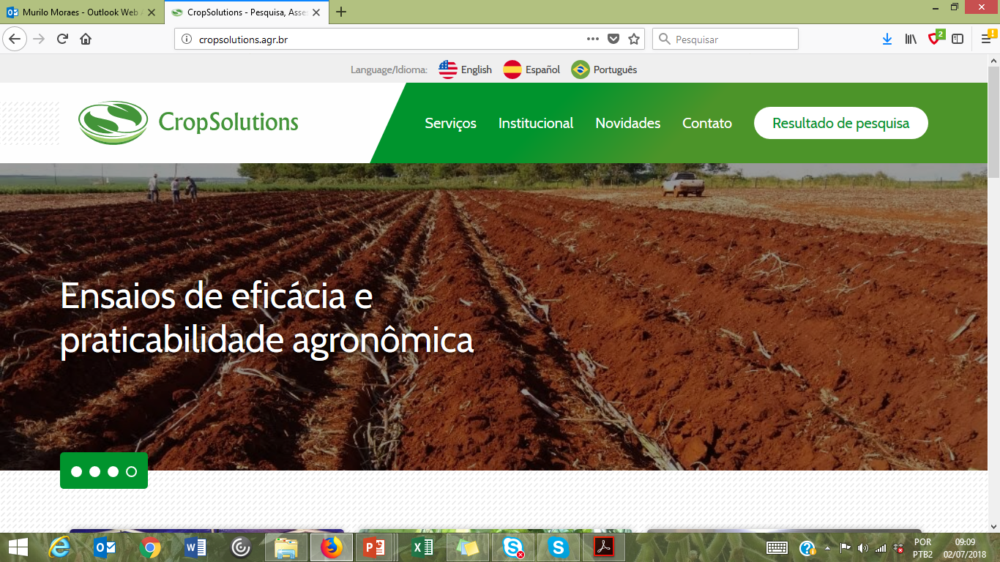 Murilo Moraes - Outlook Web
CropSolutions - Pesquisa, Asse
cropsolutions.agr.br
Pesquisar
2
Language/Idioma: English Español Português
CropSolutions
Serviços Institucional Novidades Contato Resultado de pesquisa
Ensaios de eficácia e
praticabilidade agronômica
POR 09:09
PTB2 02/07/2018